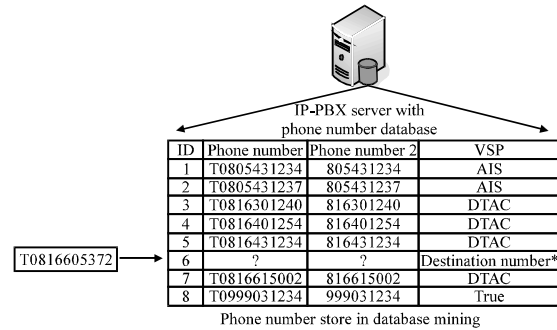 IP-PBX server with
phone number database
ID Phone number Phone number 2 VSP
1 T0805431234 805431234 AIS
2 T0805431237 805431237 AIS
3 T0816301240 816301240 DTAC
4 T0816401254 816401254 DTAC
5 T0816431234 816431234 DTAC
T0816605372
6 ? ? Destination number*
7 T0816615002 816615002 DTAC
8 T0999031234 999031234 True
Phone number store in database mining